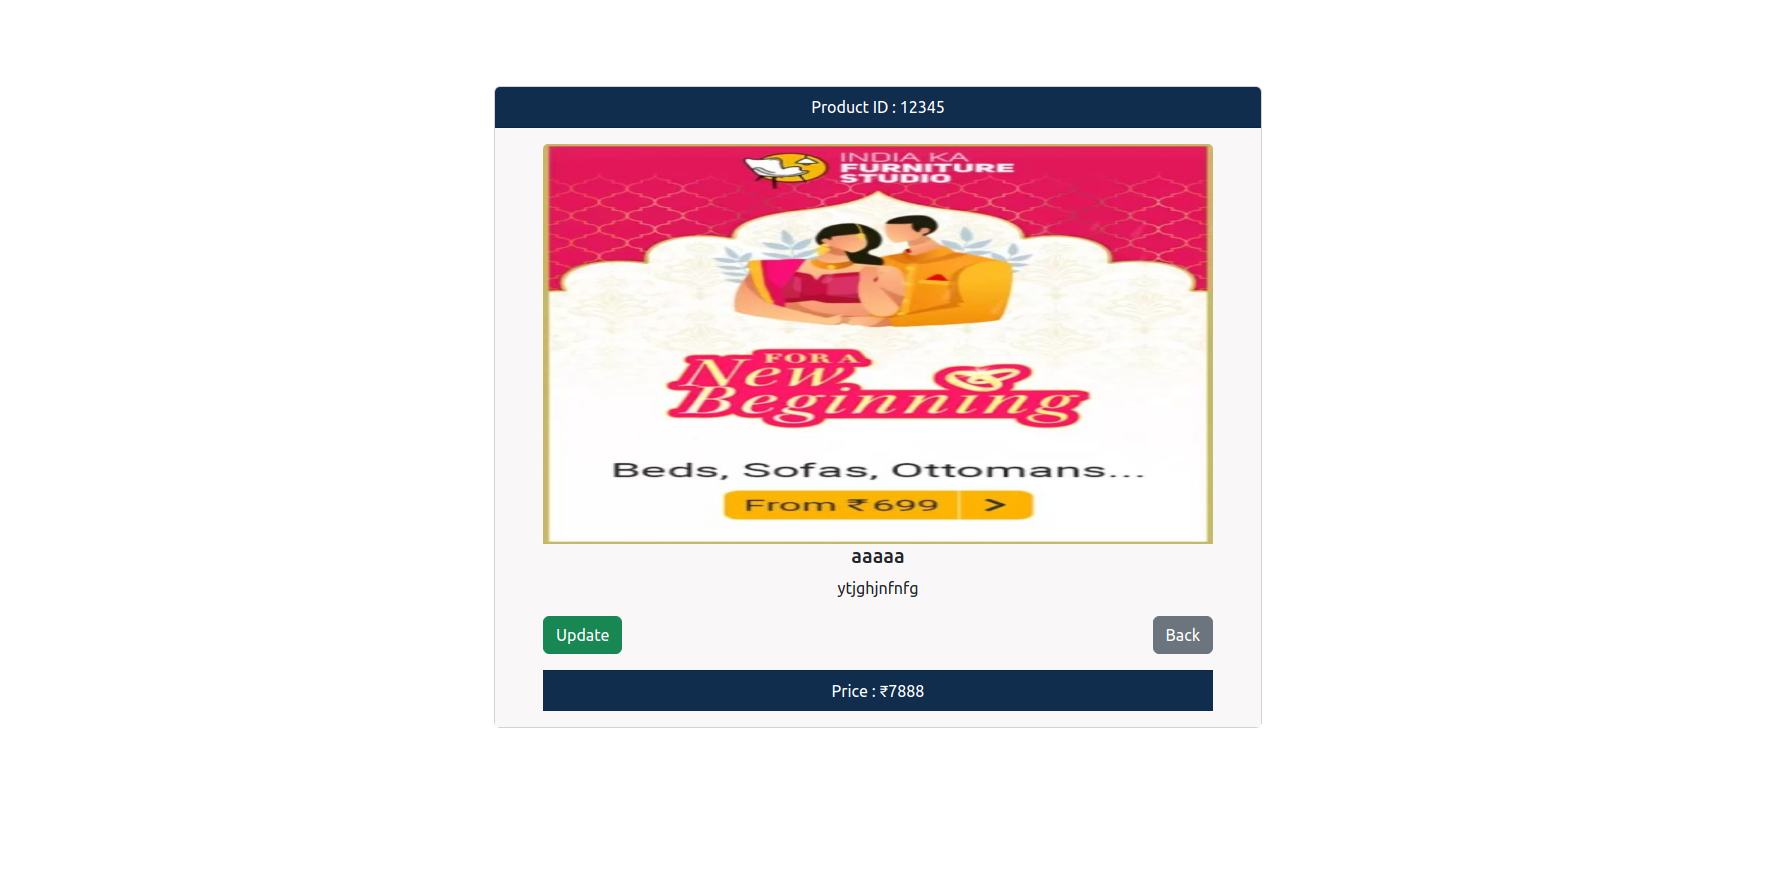 Product ID : 12345
INDIA KA
FURNITURE
STUDIO
FOR A
New
Beginning
Beds, Sofas, Ottomans...
From ₹699 >
aaaaa
ytjghjnfnfg
Update
Back
Price : ₹7888